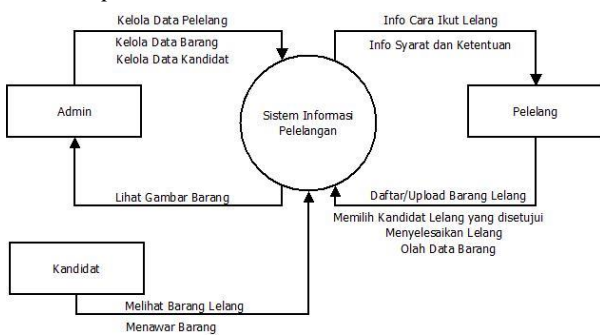 Kelola Data Pelelang
Kelola Data Barang
Kelola Data Kandidat
Info Cara Ikut Lelang
Info Syarat dan Ketentuan
Admin
Sistem Informasi
Pelelangan
Pelelang
Lihat Gambar Barang
Daftar/Upload Barang Lelang
Memilih Kandidat Lelang yang disetujui
Menyelesaikan Lelang
Olah Data Barang
Kandidat
Melihat Barang Lelang
Menawar Barang